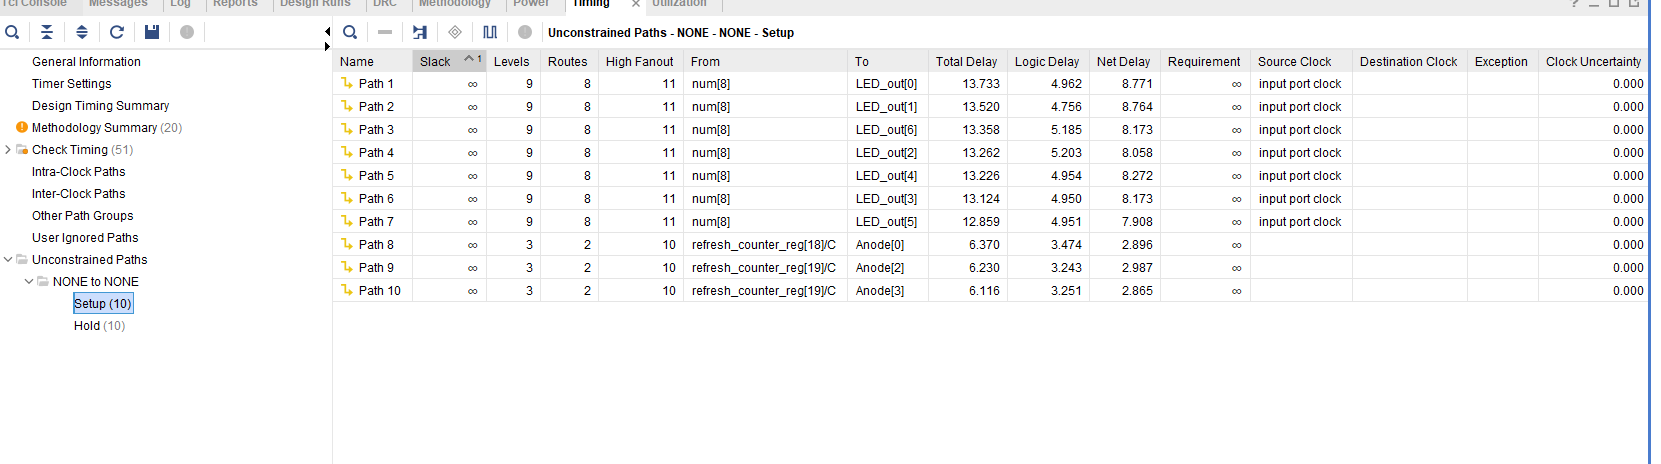 Tcl Console Messages Log Reports Design Runs DRC Methodology Power Timing × Utilization ?
Unconstrained Paths - NONE - NONE - Setup
General Information
Timer Settings
Design Timing Summary
Methodology Summary (20)
Check Timing (51)
Intra-Clock Paths
Inter-Clock Paths
Other Path Groups
User Ignored Paths
Unconstrained Paths
NONE to NONE
Setup (10)
Hold (10)
Name Slack 1 Levels Routes High Fanout From To Total Delay Logic Delay Net Delay Requirement Source Clock Destination Clock Exception Clock Uncertainty
Path 1 ∞ 9 8 11 num[8] LED_out[0] 13.733 4.962 8.771 ∞ input port clock 0.000
Path 2 ∞ 9 8 11 num[8] LED_out[1] 13.520 4.756 8.764 ∞ input port clock 0.000
Path 3 ∞ 9 8 11 num[8] LED_out[6] 13.358 5.185 8.173 ∞ input port clock 0.000
Path 4 ∞ 9 8 11 num[8] LED_out[2] 13.262 5.203 8.058 ∞ input port clock 0.000
Path 5 ∞ 9 8 11 num[8] LED_out[4] 13.226 4.954 8.272 ∞ input port clock 0.000
Path 6 ∞ 9 8 11 num[8] LED_out[3] 13.124 4.950 8.173 ∞ input port clock 0.000
Path 7 ∞ 9 8 11 num[8] LED_out[5] 12.859 4.951 7.908 ∞ input port clock 0.000
Path 8 ∞ 3 2 10 refresh_counter_reg[18]/C Anode[0] 6.370 3.474 2.896 ∞ 0.000
Path 9 ∞ 3 2 10 refresh_counter_reg[19]/C Anode[2] 6.230 3.243 2.987 ∞ 0.000
Path 10 ∞ 3 2 10 refresh_counter_reg[19]/C Anode[3] 6.116 3.251 2.865 ∞ 0.000